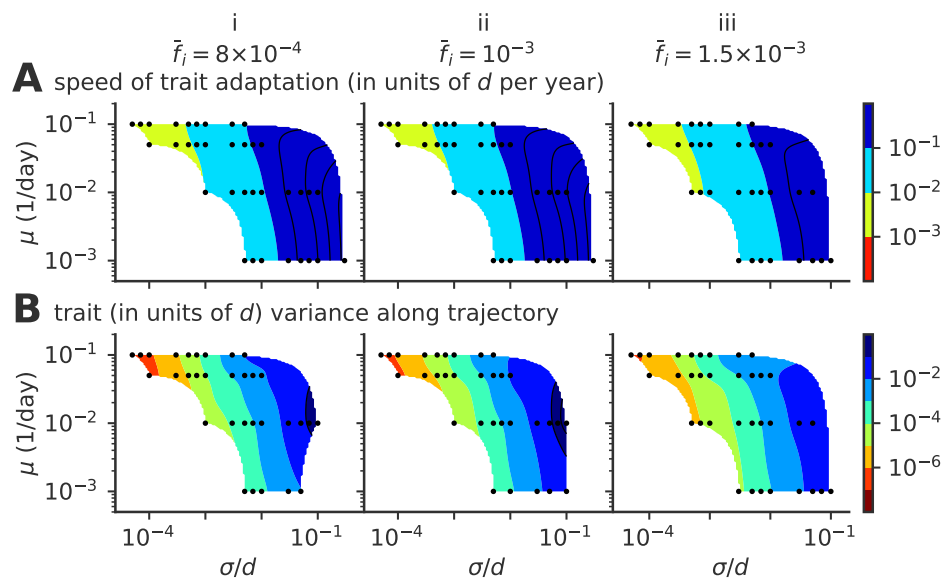 i ii iii
f̄ᵢ = 8×10⁻⁴ f̄ᵢ = 10⁻³ f̄ᵢ = 1.5×10⁻³
A speed of trait adaptation (in units of d per year)
μ (1/day)
10⁻¹
10⁻²
10⁻³
10⁻¹
10⁻²
10⁻³
B trait (in units of d) variance along trajectory
μ (1/day)
10⁻¹
10⁻²
10⁻³
10⁻²
10⁻⁴
10⁻⁶
10⁻⁴ 10⁻¹ 10⁻⁴ 10⁻¹ 10⁻⁴ 10⁻¹
σ/d σ/d σ/d